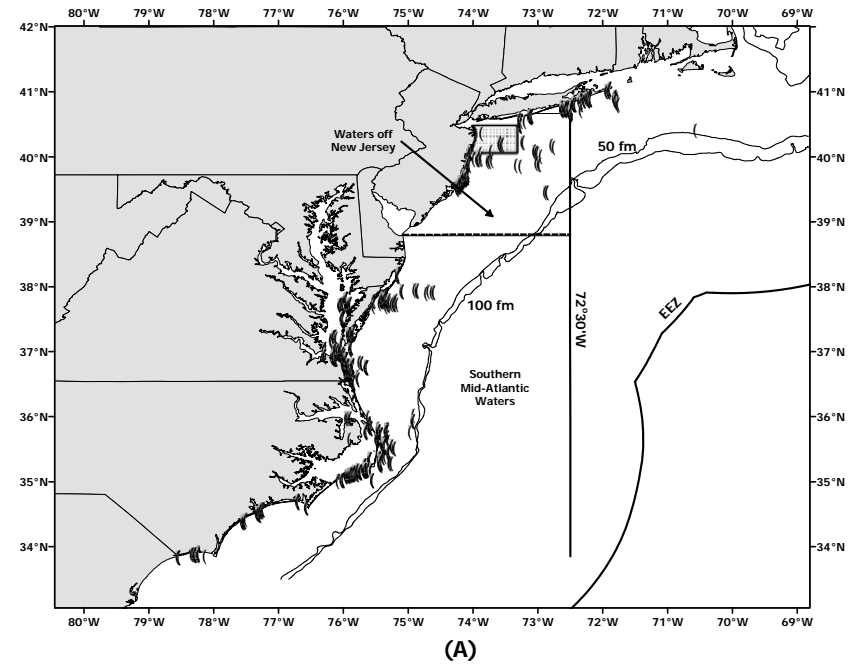 79°W 78°W 77°W 76°W 75°W 74°W 73°W 72°W 71°W 70°W 69°W
42°N 42°N
41°N 41°N
Waters off
New Jersey
50 fm
40°N 40°N
39°N 39°N
38°N 38°N
100 fm
72°30'W
EEZ
37°N 37°N
Southern
Mid-Atlantic
Waters
36°N 36°N
35°N 35°N
34°N 34°N
80°W 79°W 78°W 77°W 76°W 75°W 74°W 73°W 72°W 71°W 70°W 69°W
(A)